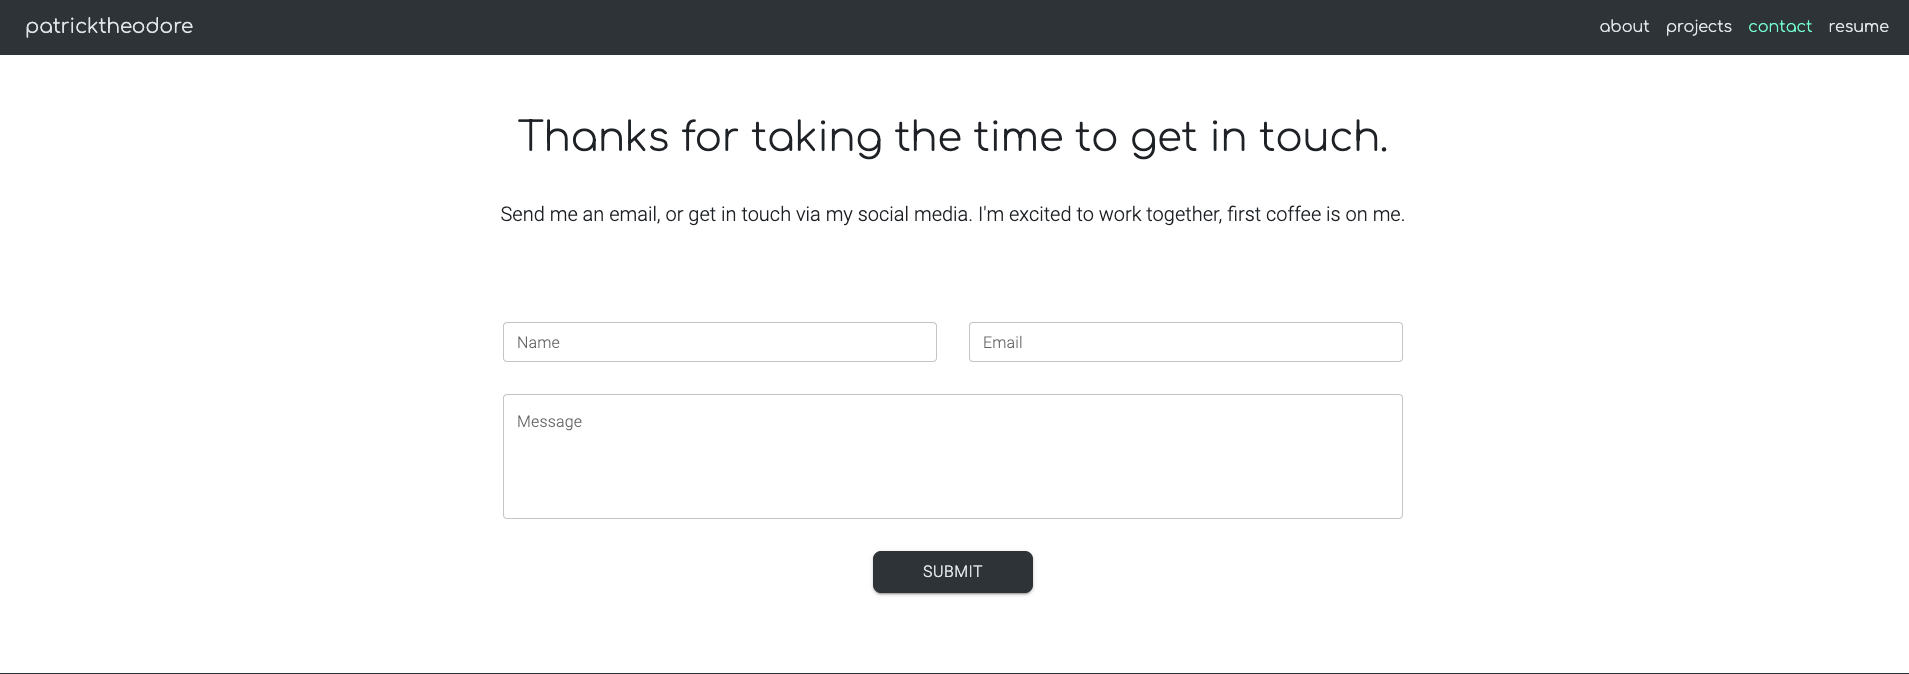 patricktheodore
about projects contact resume
Thanks for taking the time to get in touch.
Send me an email, or get in touch via my social media. I'm excited to work together, first coffee is on me.
Name
Email
Message
SUBMIT